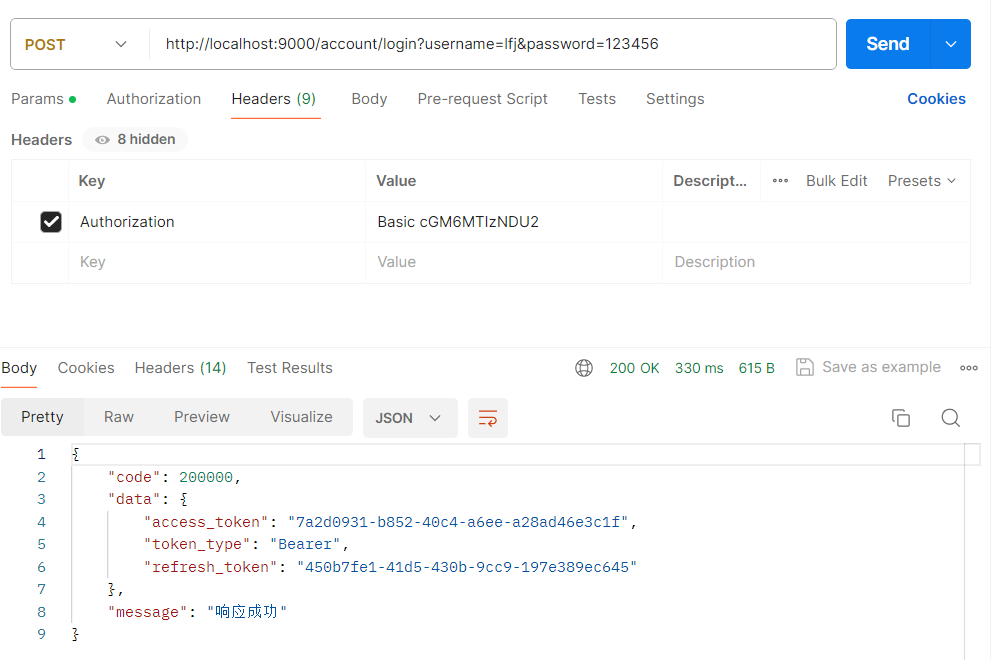 POST http://localhost:9000/account/login?username=lfj&password=123456 Send
Params Authorization Headers (9) Body Pre-request Script Tests Settings Cookies
Headers 8 hidden
Key Value Descript... Bulk Edit Presets
Authorization Basic cGM6MTIzNDU2
Key Value Description
Body Cookies Headers (14) Test Results 200 OK 330 ms 615 B Save as example
Pretty Raw Preview Visualize JSON
1 {
2 "code": 200000,
3 "data": {
4 "access_token": "7a2d0931-b852-40c4-a6ee-a28ad46e3c1f",
5 "token_type": "Bearer",
6 "refresh_token": "450b7fe1-41d5-430b-9cc9-197e389ec645"
7 },
8 "message": "响应成功"
9 }